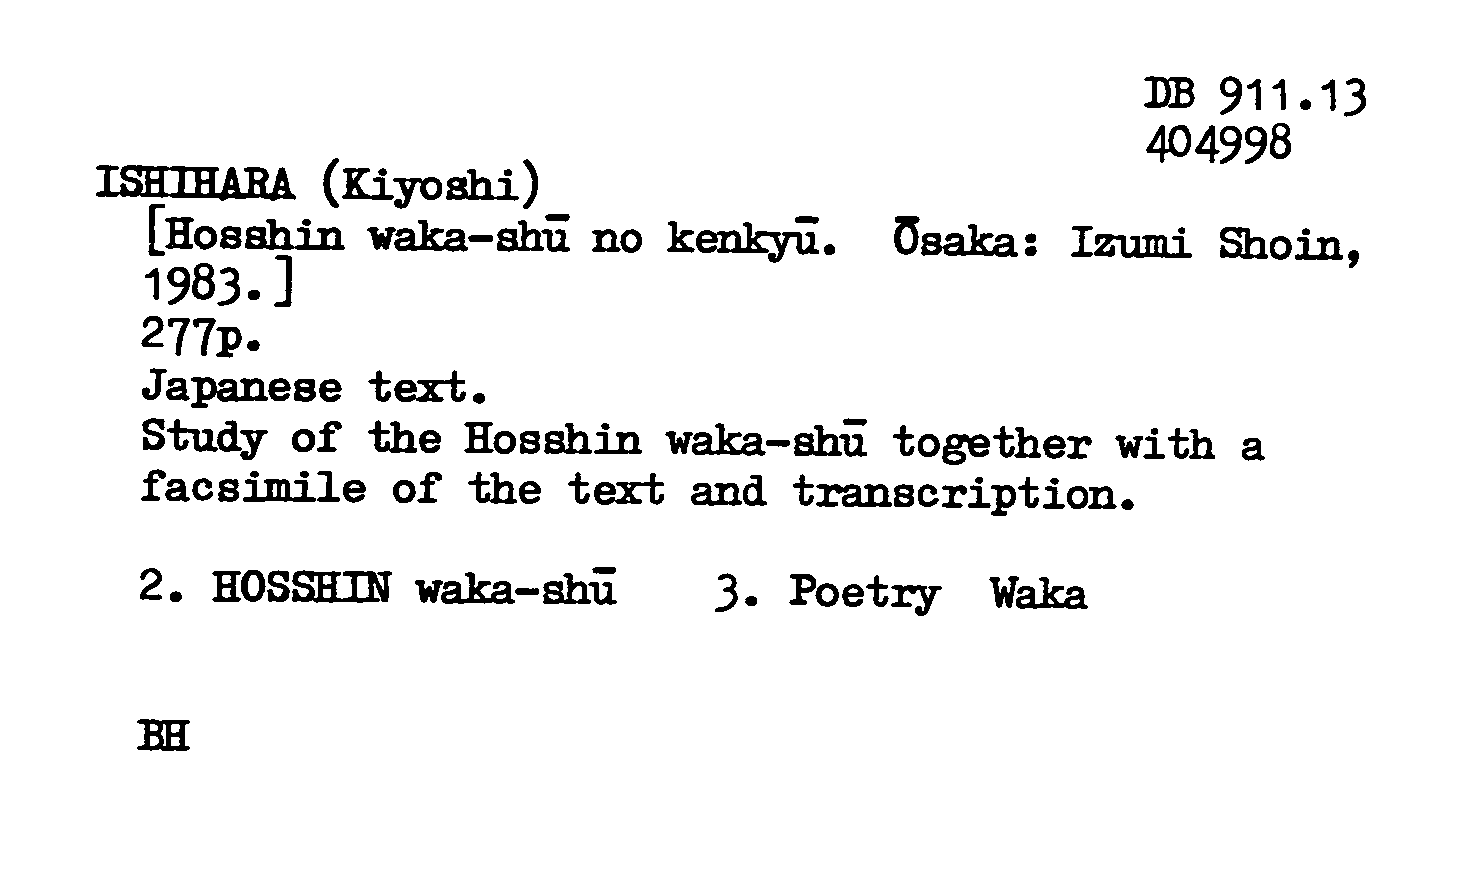 DB 911.13
404998
ISHIHARA (Kiyoshi)
[Hosshin waka-shū no kenkyū. Ōsaka: Izumi Shoin,
1983.]
277p.
Japanese text.
Study of the Hosshin waka-shū together with a
facsimile of the text and transcription.
2. HOSSHIN waka-shū 3. Poetry Waka
BH